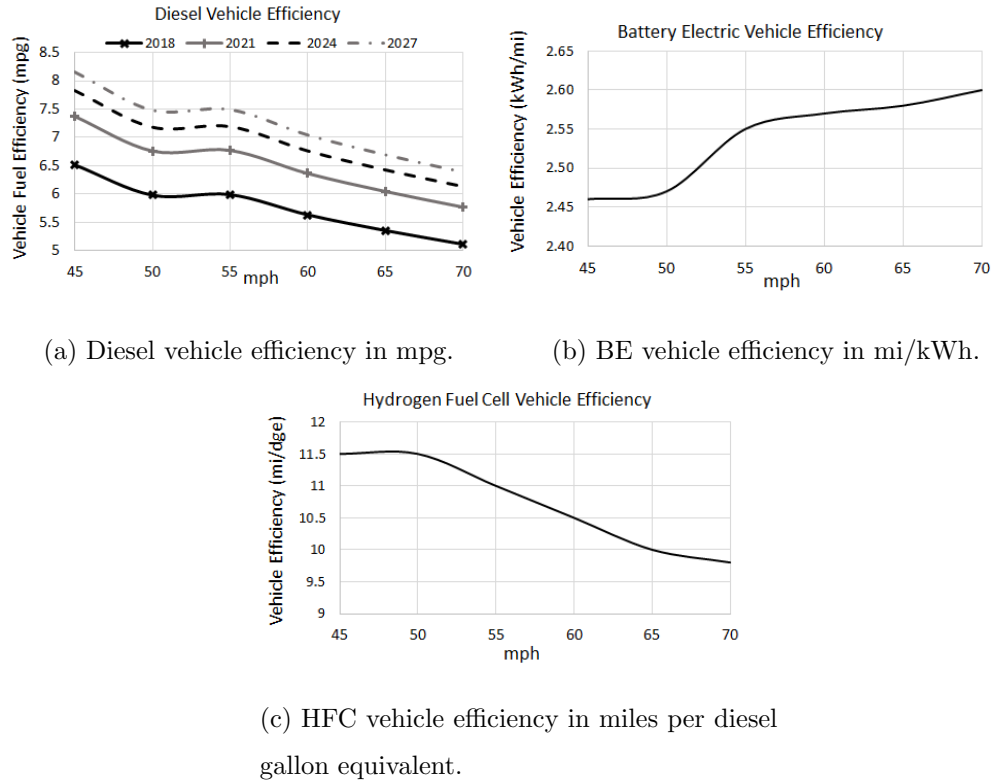 Diesel Vehicle Efficiency
2018 2021 2024 2027
Vehicle Fuel Efficiency (mpg)
8.5
8
7.5
7
6.5
6
5.5
5
45 50 55 60 65 70
mph
(a) Diesel vehicle efficiency in mpg.
Battery Electric Vehicle Efficiency
Vehicle Efficiency (kWh/mi)
2.65
2.60
2.55
2.50
2.45
2.40
45 50 55 60 65 70
mph
(b) BE vehicle efficiency in mi/kWh.
Hydrogen Fuel Cell Vehicle Efficiency
Vehicle Efficiency (mi/dge)
12
11.5
11
10.5
10
9.5
9
45 50 55 60 65 70
mph
(c) HFC vehicle efficiency in miles per diesel
gallon equivalent.